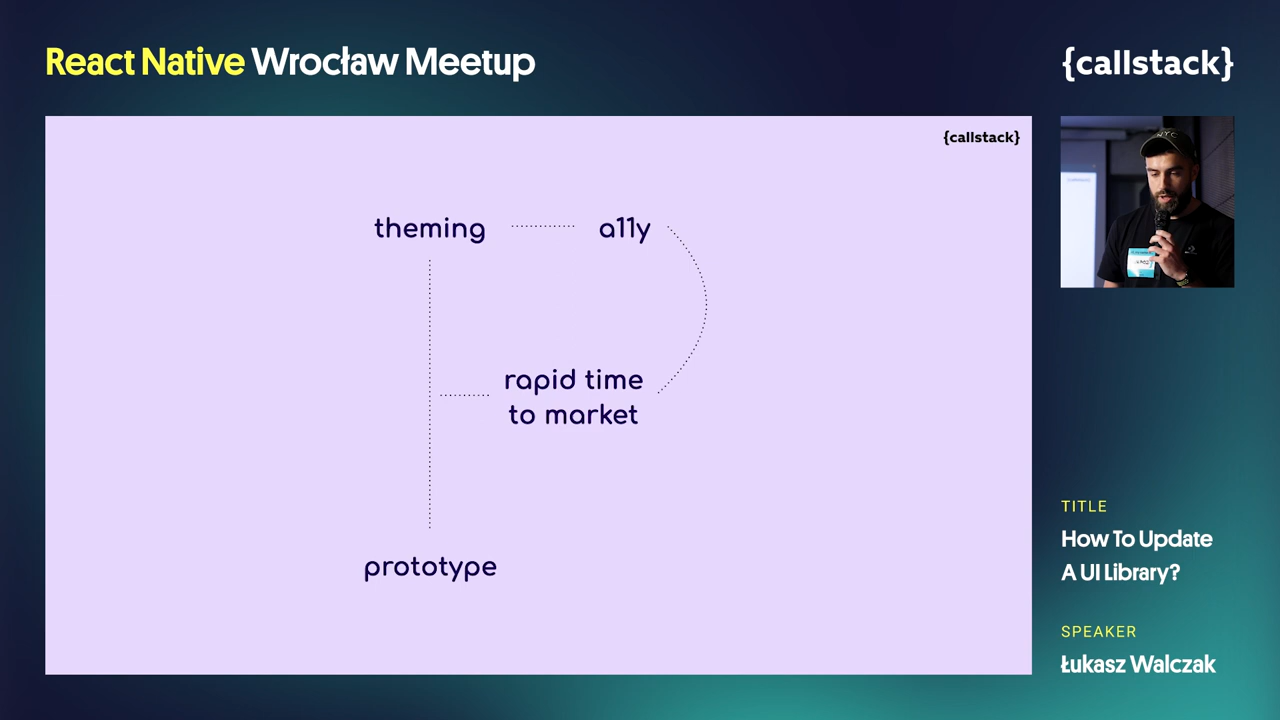 React Native Wrocław Meetup
{callstack}
{callstack}
theming
a11y
rapid time
to market
prototype
NYC
TITLE
How To Update
A UI Library?
SPEAKER
Łukasz Walczak